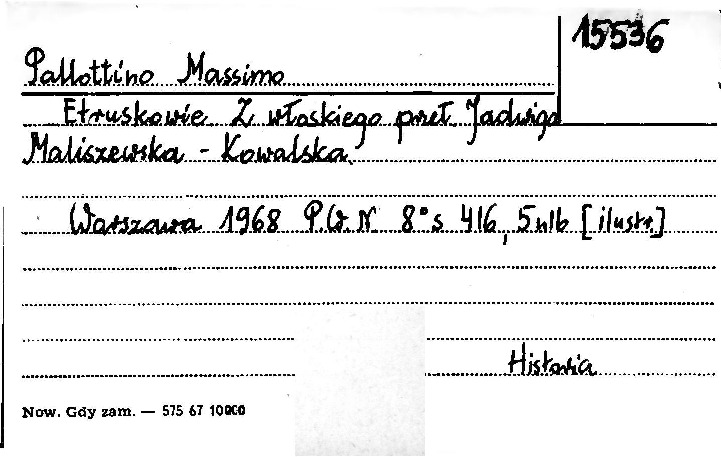 15536
Pallottino Massimo
Etruskowie. Z włoskiego przeł. Jadwiga
Maliszewska - Kowalska.
Warszawa 1968 P.W.N 8° s 416, 5 nlb [ilustr.]
Historia
Now. Gdy zam. — 575 67 10000